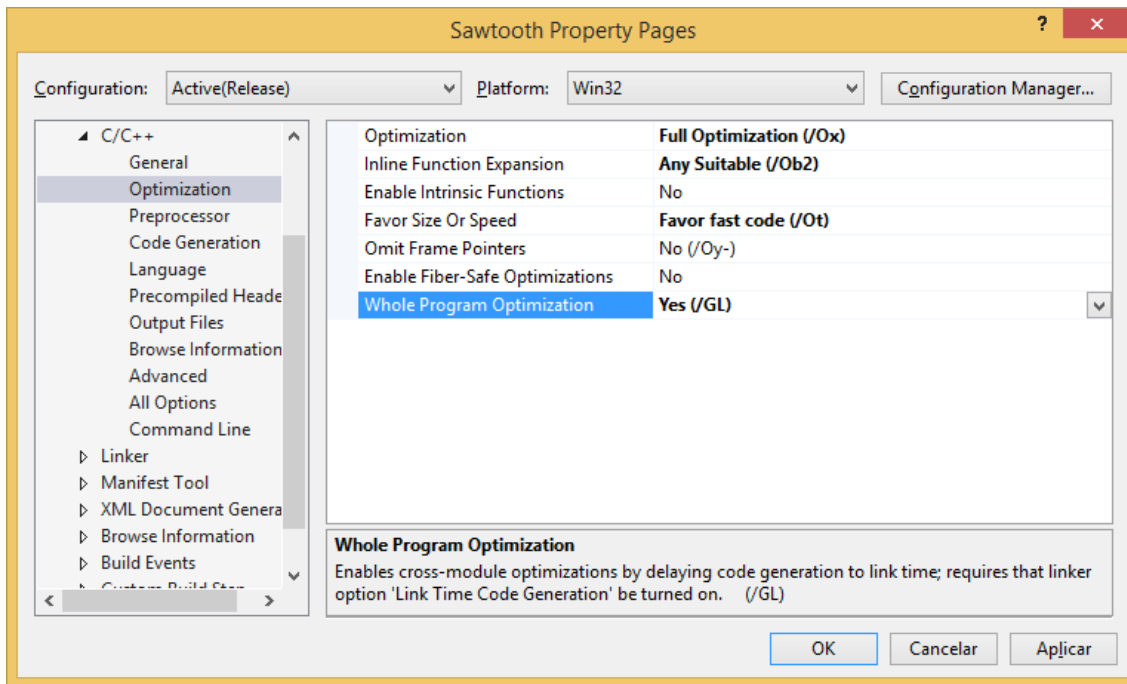 Sawtooth Property Pages
? ×
Configuration: Active(Release) Platform: Win32 Configuration Manager...
C/C++
General
Optimization
Preprocessor
Code Generation
Language
Precompiled Heade
Output Files
Browse Information
Advanced
All Options
Command Line
Linker
Manifest Tool
XML Document Genera
Browse Information
Build Events
Custom Build Step
Optimization Full Optimization (/Ox)
Inline Function Expansion Any Suitable (/Ob2)
Enable Intrinsic Functions No
Favor Size Or Speed Favor fast code (/Ot)
Omit Frame Pointers No (/Oy-)
Enable Fiber-Safe Optimizations No
Whole Program Optimization Yes (/GL)
Whole Program Optimization
Enables cross-module optimizations by delaying code generation to link time; requires that linker
option 'Link Time Code Generation' be turned on. (/GL)
OK Cancelar Aplicar